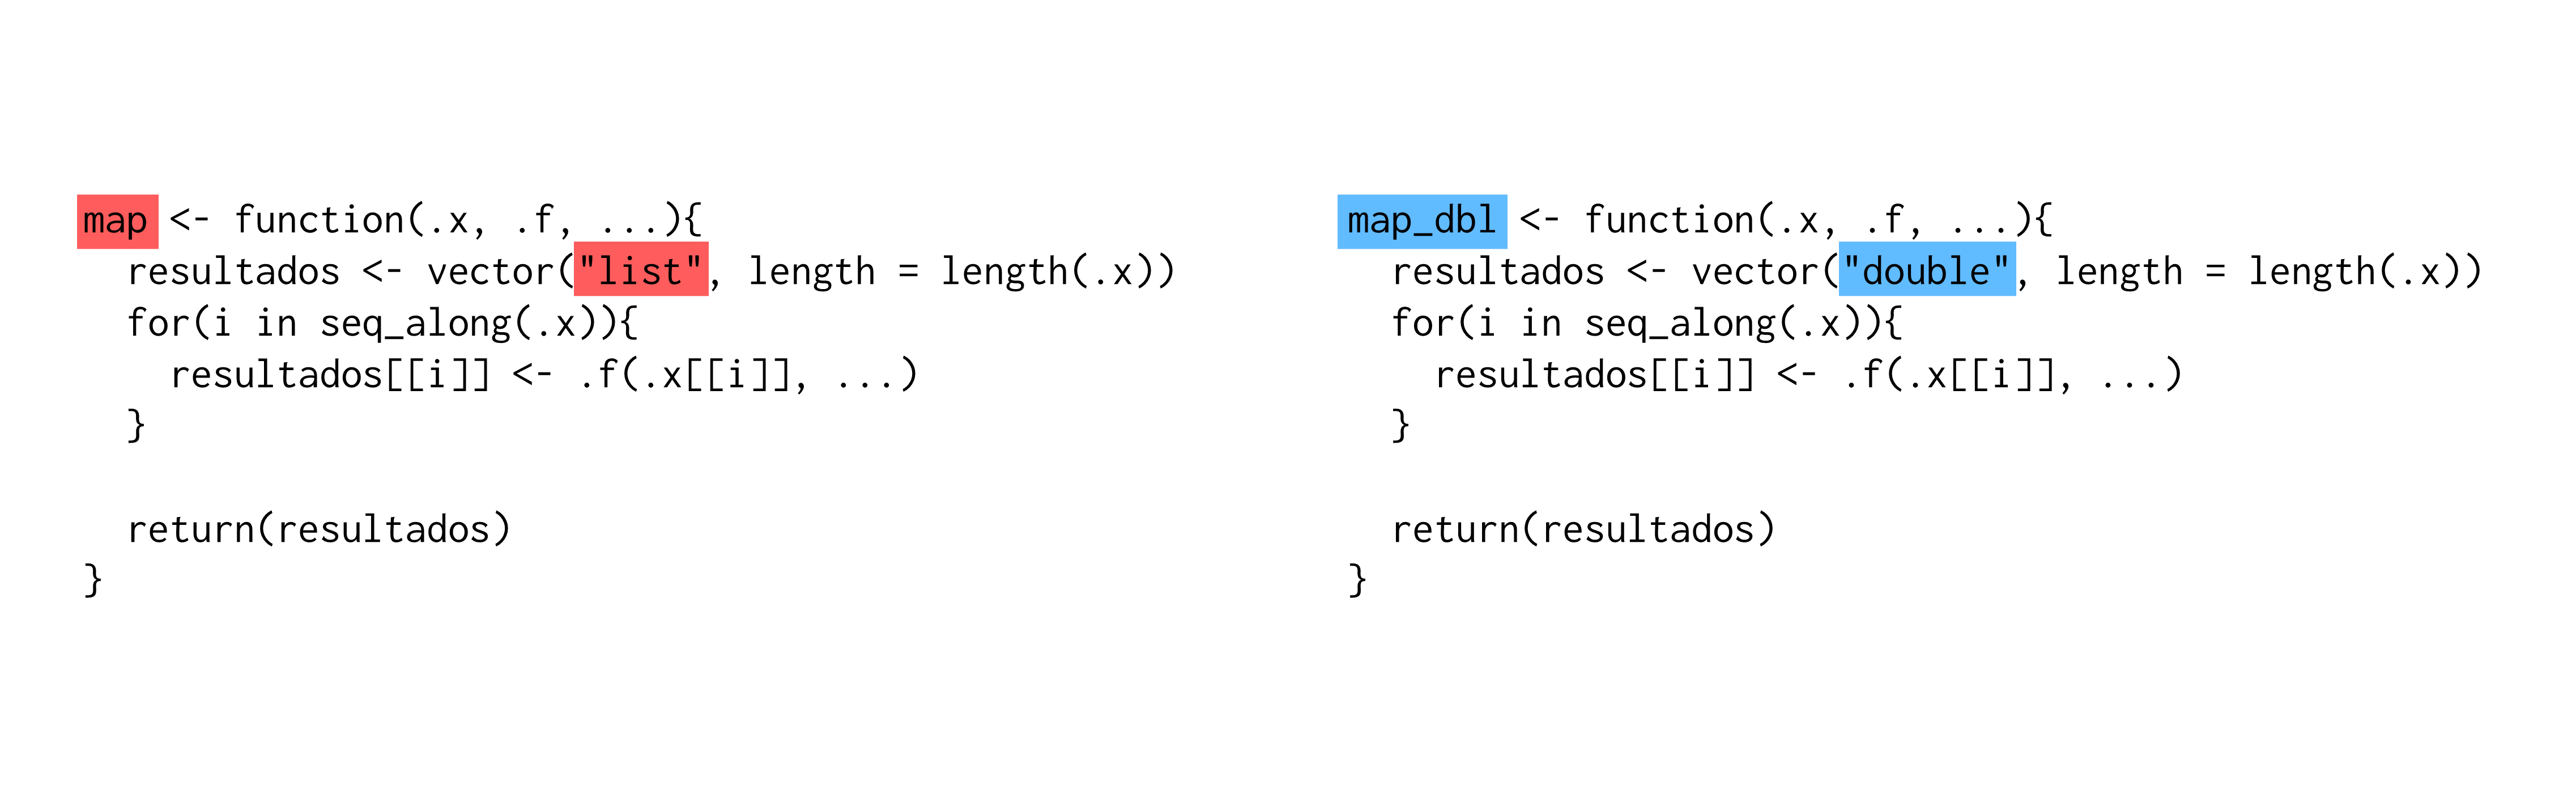 map <- function(.x, .f, ...){
  resultados <- vector("list", length = length(.x))
  for(i in seq_along(.x)){
    resultados[[i]] <- .f(.x[[i]], ...)
  }

  return(resultados)
}
map_dbl <- function(.x, .f, ...){
  resultados <- vector("double", length = length(.x))
  for(i in seq_along(.x)){
    resultados[[i]] <- .f(.x[[i]], ...)
  }

  return(resultados)
}